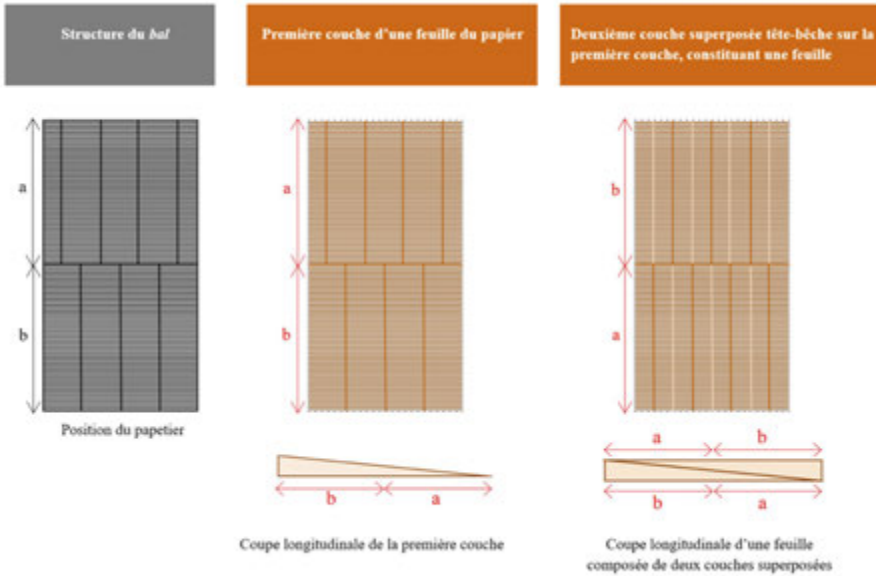 Structure du bal
Première couche d'une feuille du papier
Deuxième couche superposée tête-bêche sur la
première couche, constituant une feuille
a
b
a
b
b
a
Position du papetier
b
a
a
b
b
a
Coupe longitudinale de la première couche
Coupe longitudinale d'une feuille
composée de deux couches superposées